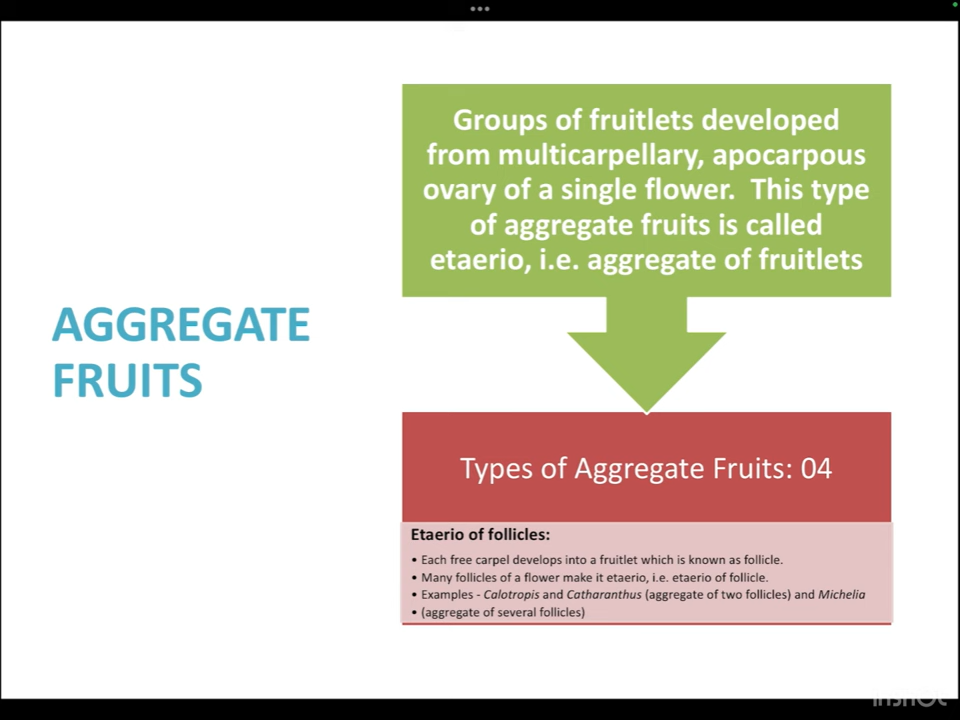 AGGREGATE
FRUITS
Groups of fruitlets developed
from multicarpellary, apocarpous
ovary of a single flower. This type
of aggregate fruits is called
etaerio, i.e. aggregate of fruitlets
Types of Aggregate Fruits: 04
Etaerio of follicles:
• Each free carpel develops into a fruitlet which is known as follicle.
• Many follicles of a flower make it etaerio, i.e. etaerio of follicle.
• Examples - Calotropis and Catharanthus (aggregate of two follicles) and Michelia
• (aggregate of several follicles)
InShOt